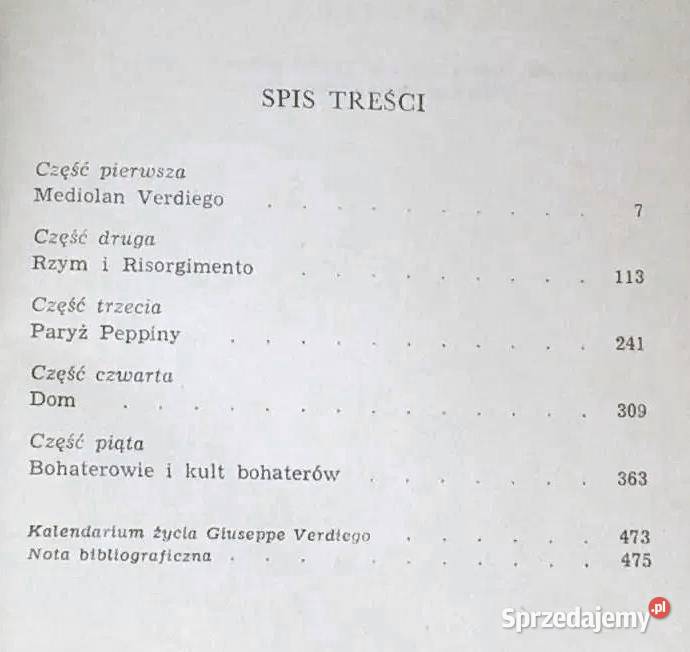 SPIS TREŚCI
Część pierwsza
Mediolan Verdiego . . . . . . . . . . 7
Część druga
Rzym i Risorgimento . . . . . . . . . 113
Część trzecia
Paryż Peppiny . . . . . . . . . . . 241
Część czwarta
Dom . . . . . . . . . . . . . . 309
Część piąta
Bohaterowie i kult bohaterów . . . . . . . 363
Kalendarium życia Giuseppe Verdiego . . . . . . 473
Nota bibliograficzna . . . . . . . . . . 475
Sprzedajemy.pl